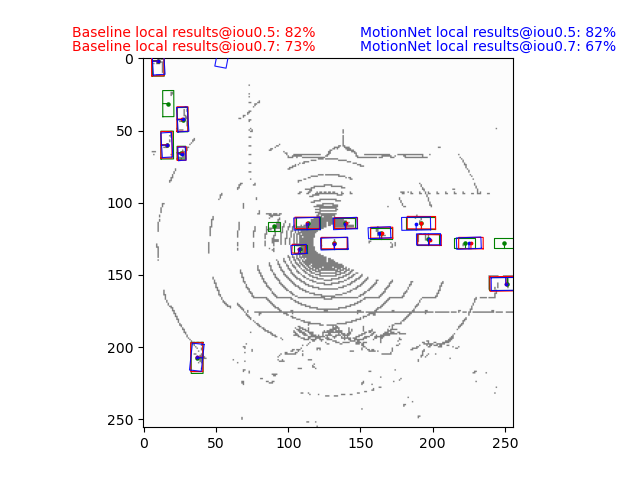 Baseline local results@iou0.5: 82%
Baseline local results@iou0.7: 73%
MotionNet local results@iou0.5: 82%
MotionNet local results@iou0.7: 67%
0
50
100
150
200
250
0 50 100 150 200 250